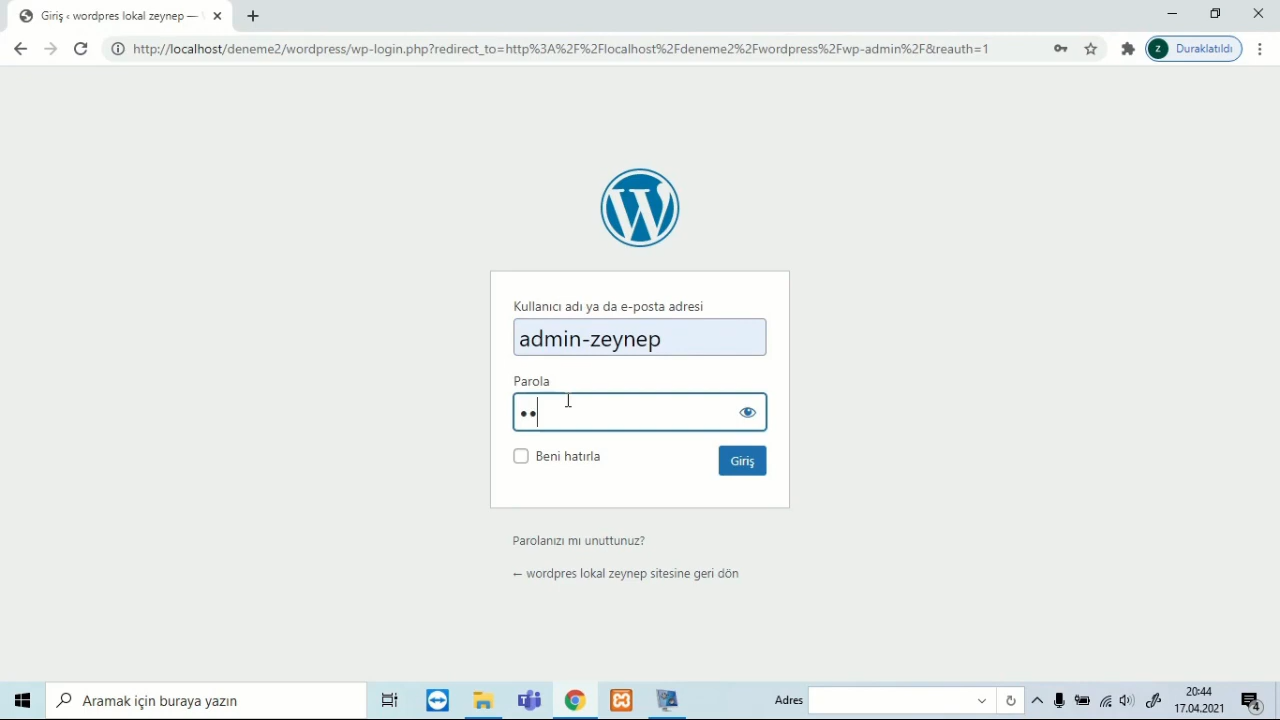 Giriş ‹ wordpres lokal zeynep —
http://localhost/deneme2/wordpress/wp-login.php?redirect_to=http%3A%2F%2Flocalhost%2Fdeneme2%2Fwordpress%2Fwp-admin%2F&reauth=1
Z
Duraklatıldı
Kullanıcı adı ya da e-posta adresi
admin-zeynep
Parola
Beni hatırla
Giriş
Parolanızı mı unuttunuz?
← wordpres lokal zeynep sitesine geri dön
Aramak için buraya yazın
Adres
20:44
17.04.2021
4